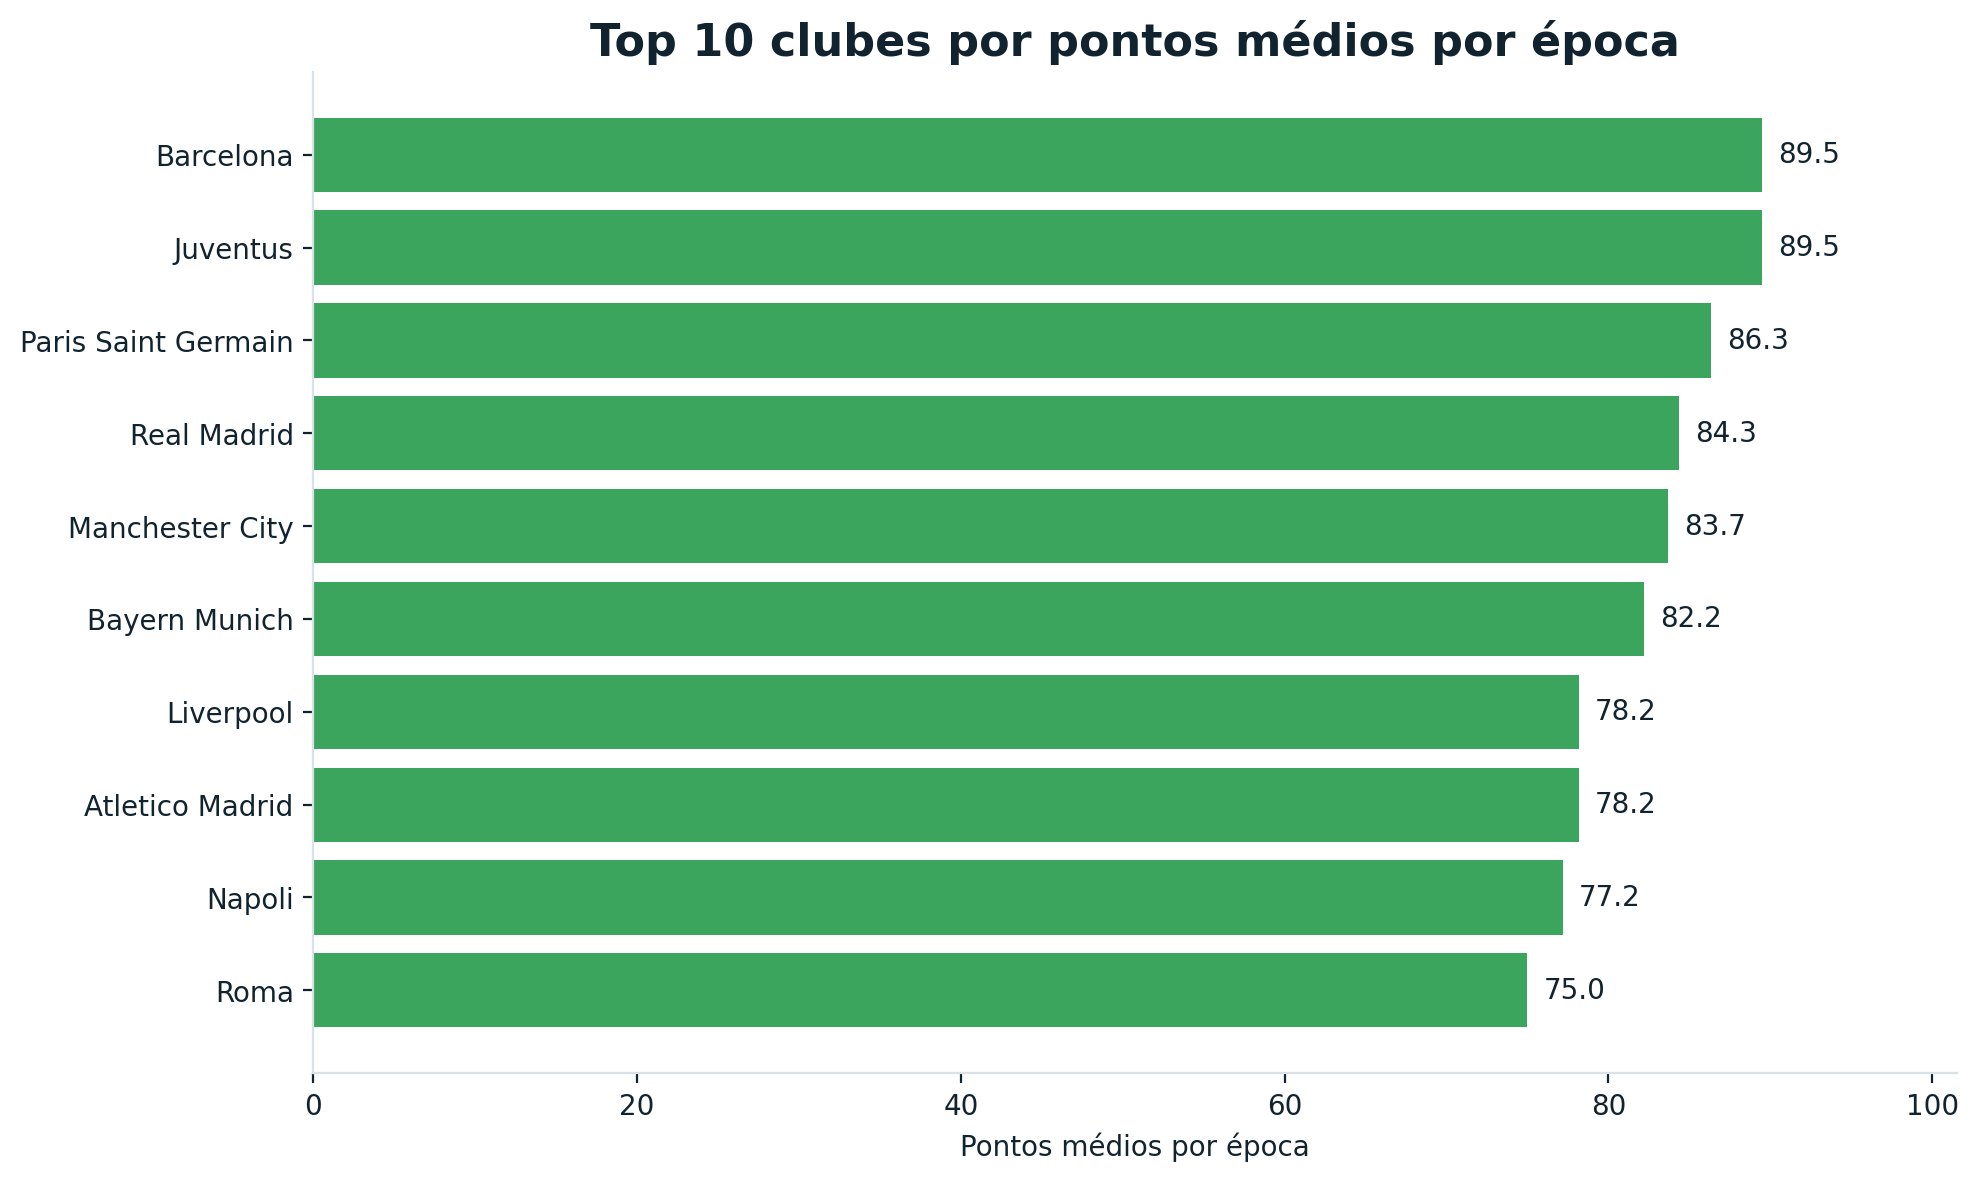 Top 10 clubes por pontos médios por época
Barcelona 89.5
Juventus 89.5
Paris Saint Germain 86.3
Real Madrid 84.3
Manchester City 83.7
Bayern Munich 82.2
Liverpool 78.2
Atletico Madrid 78.2
Napoli 77.2
Roma 75.0
0 20 40 60 80 100
Pontos médios por época